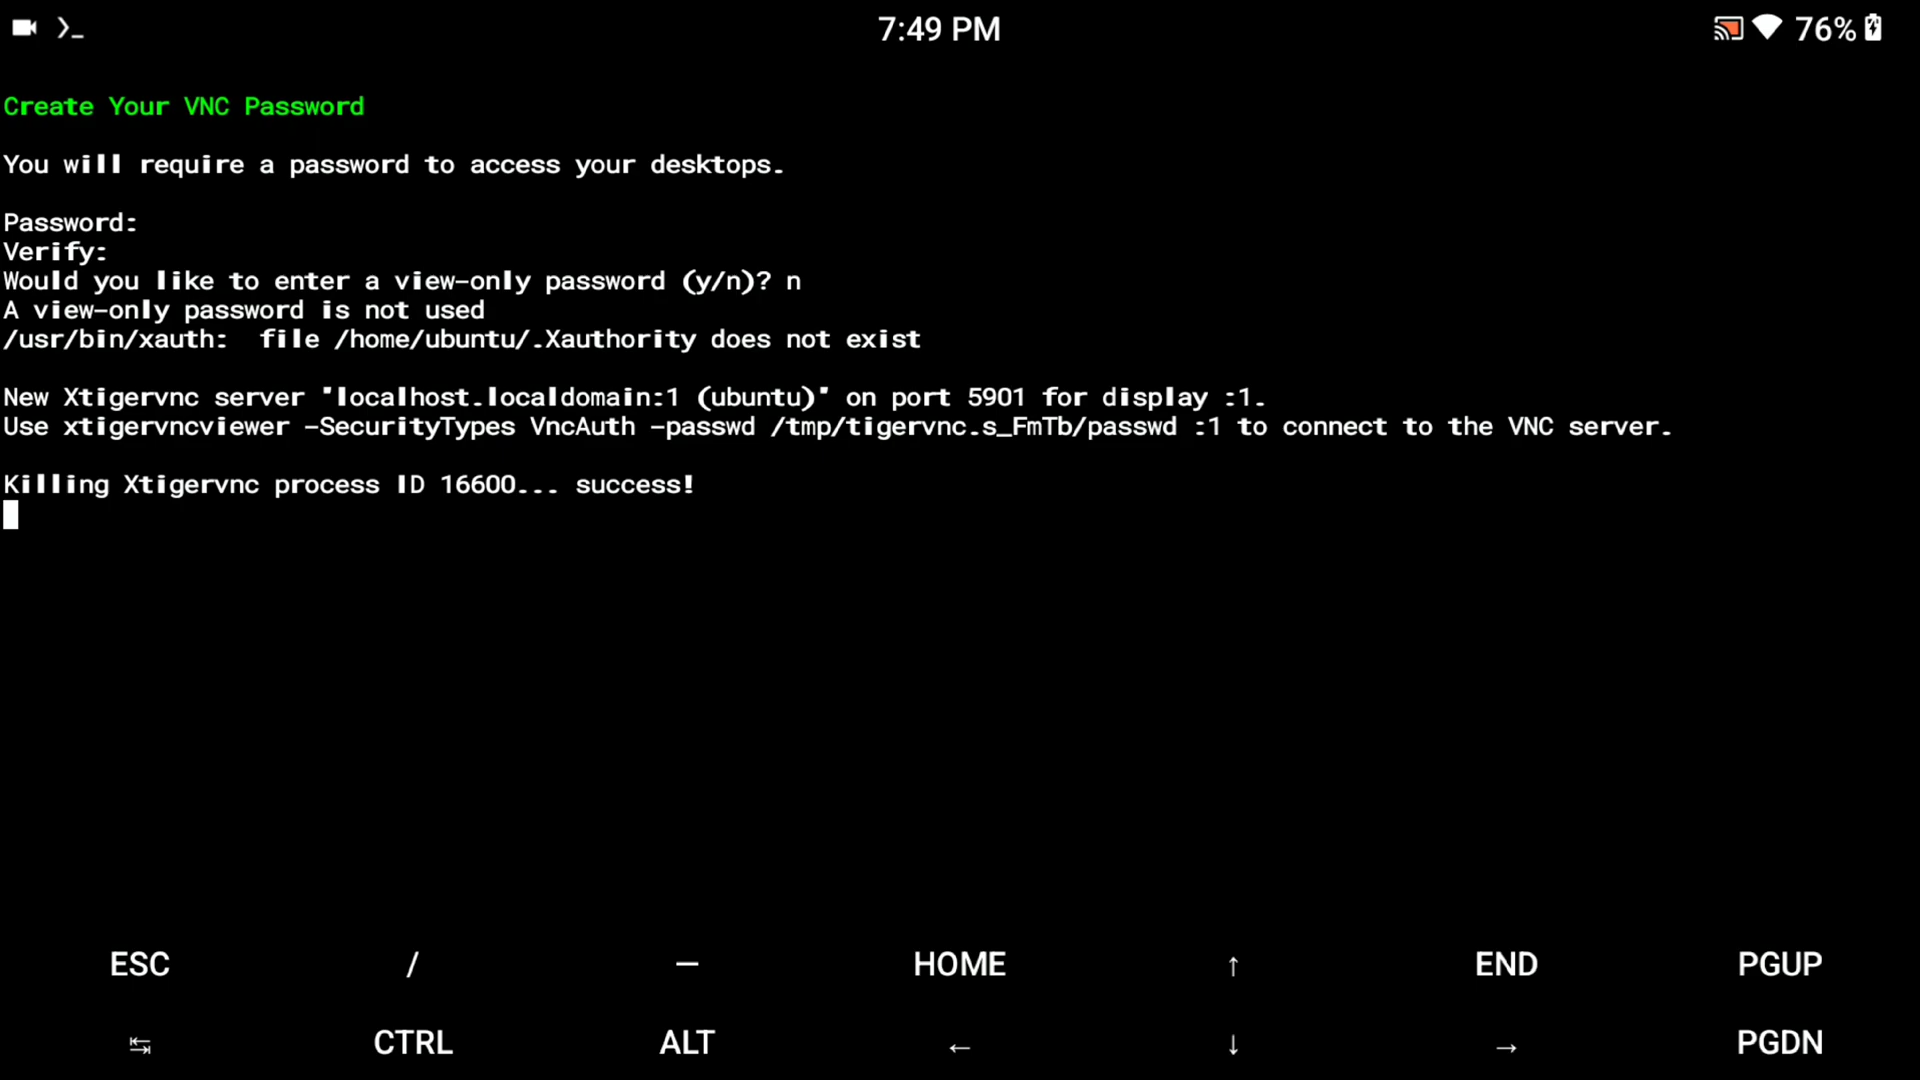 7:49 PM
76%
Create Your VNC Password
You will require a password to access your desktops.
Password:
Verify:
Would you like to enter a view-only password (y/n)? n
A view-only password is not used
/usr/bin/xauth:  file /home/ubuntu/.Xauthority does not exist
New Xtigervnc server 'localhost.localdomain:1 (ubuntu)' on port 5901 for display :1.
Use xtigervncviewer -SecurityTypes VncAuth -passwd /tmp/tigervnc.s_FmTb/passwd :1 to connect to the VNC server.
Killing Xtigervnc process ID 16600... success!
ESC / — HOME ↑ END PGUP
↹ CTRL ALT ← ↓ → PGDN